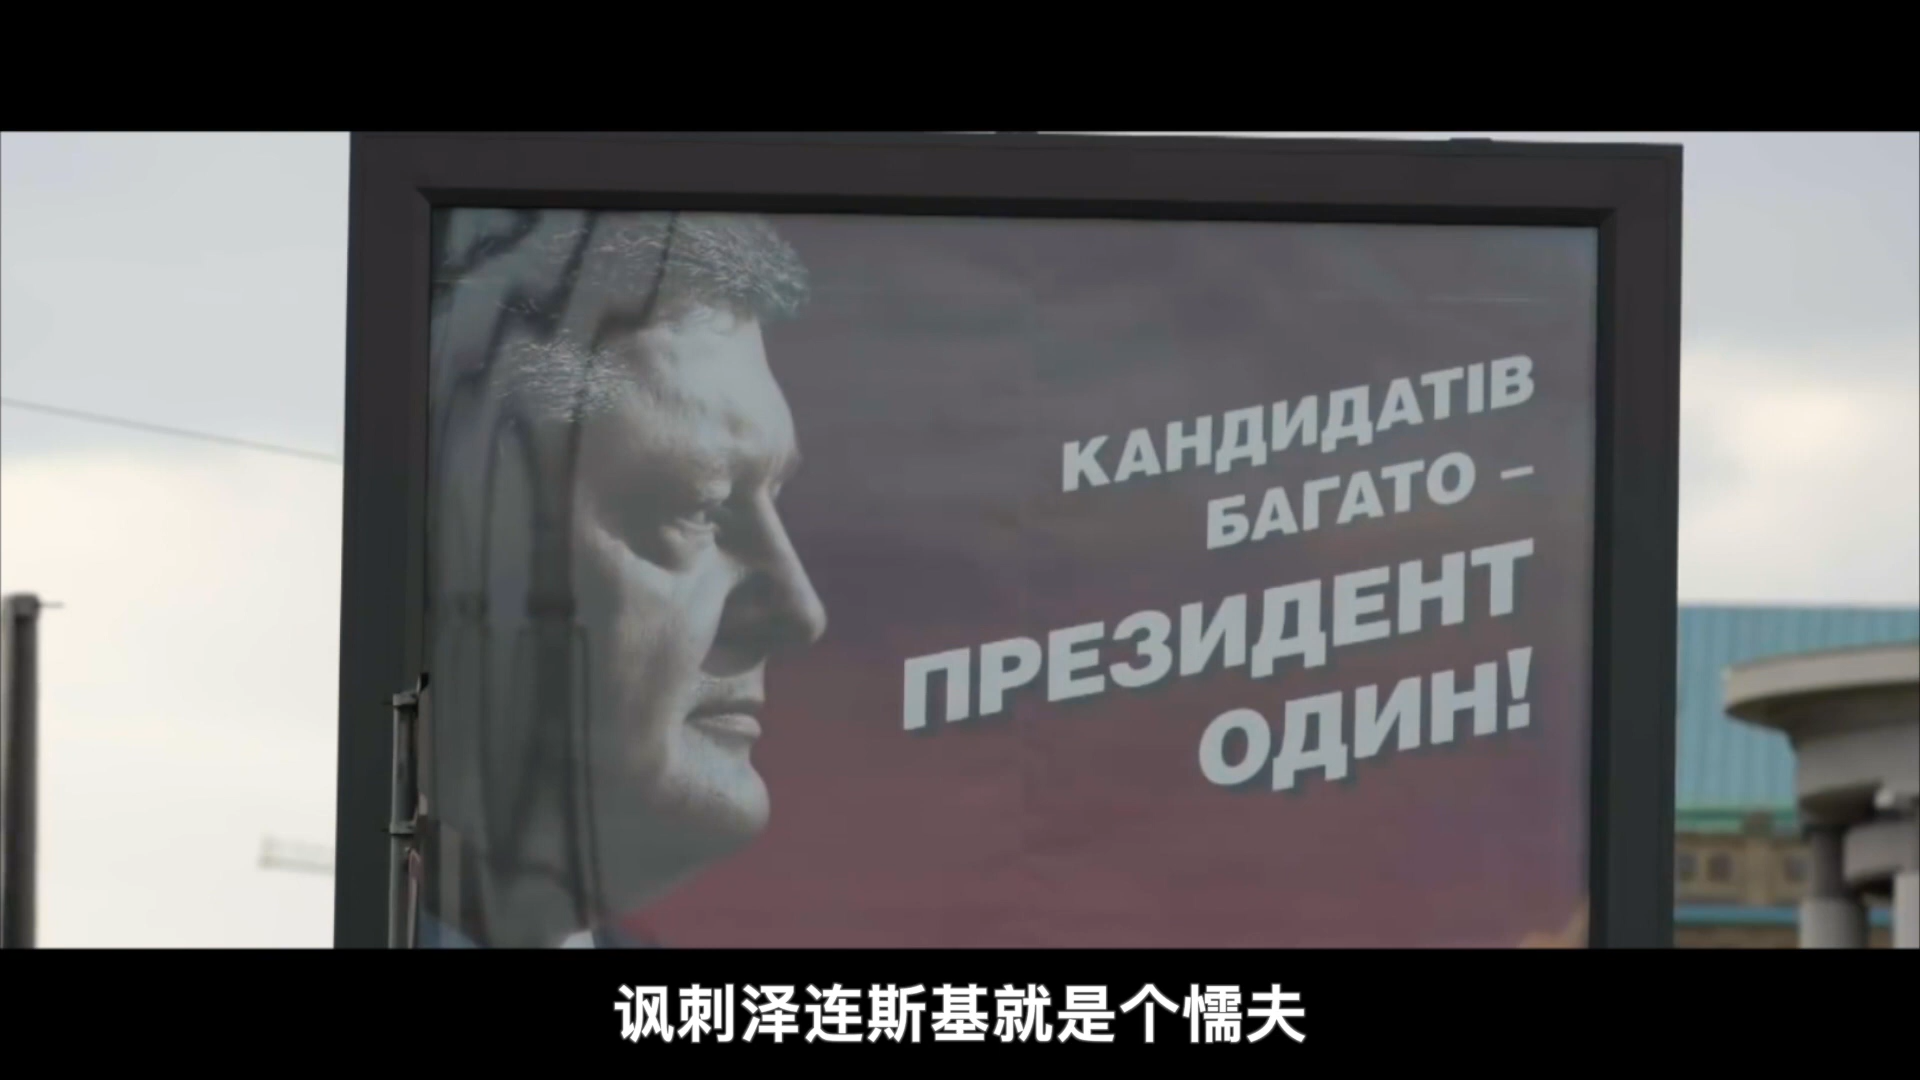 КАНДИДАТІВ
БАГАТО –
ПРЕЗИДЕНТ
ОДИН!
讽刺泽连斯基就是个懦夫